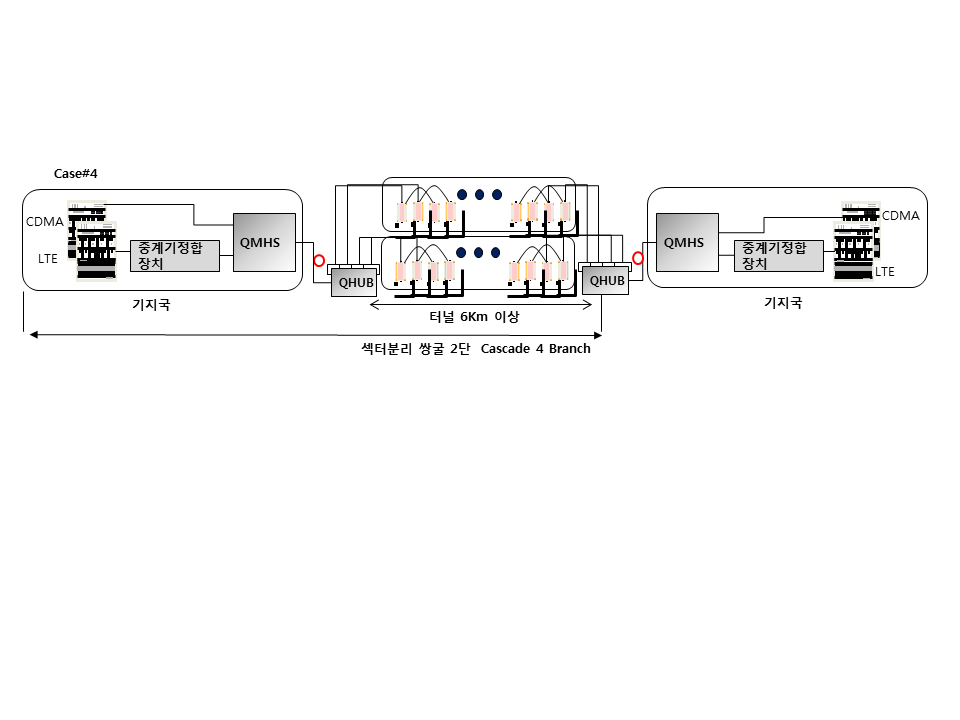 Case#4
CDMA
LTE
중계기정합
장치
QMHS
기지국
QHUB
터널 6Km 이상
섹터분리 쌍굴 2단 Cascade 4 Branch
QHUB
QMHS
중계기정합
장치
CDMA
LTE
기지국